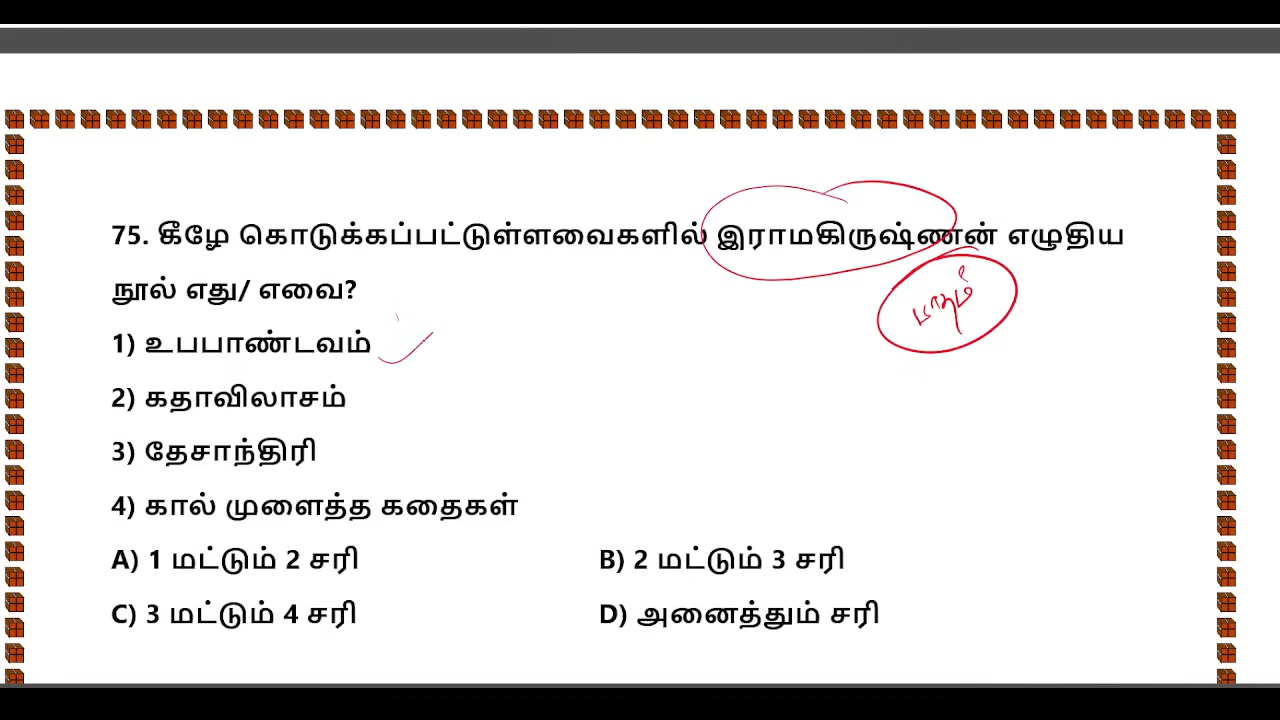 75. கீழே கொடுக்கப்பட்டுள்ளவைகளில் இராமகிருஷ்ணன் எழுதிய
நூல் எது/ எவை?
1) உபபாண்டவம்
2) கதாவிலாசம்
3) தேசாந்திரி
4) கால் முளைத்த கதைகள்
A) 1 மட்டும் 2 சரி B) 2 மட்டும் 3 சரி
C) 3 மட்டும் 4 சரி D) அனைத்தும் சரி